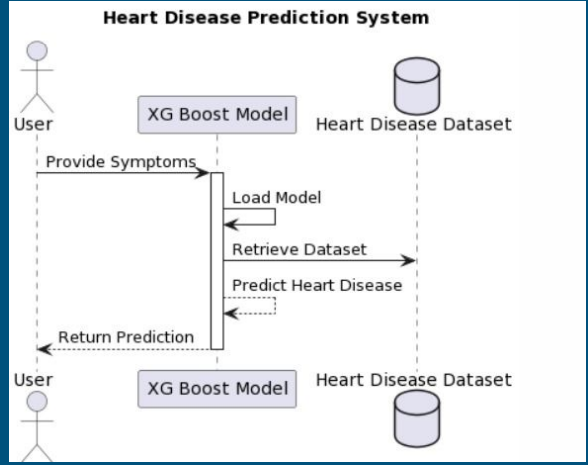 Heart Disease Prediction System
User
XG Boost Model
Heart Disease Dataset
Provide Symptoms
Load Model
Retrieve Dataset
Predict Heart Disease
Return Prediction
User
XG Boost Model
Heart Disease Dataset